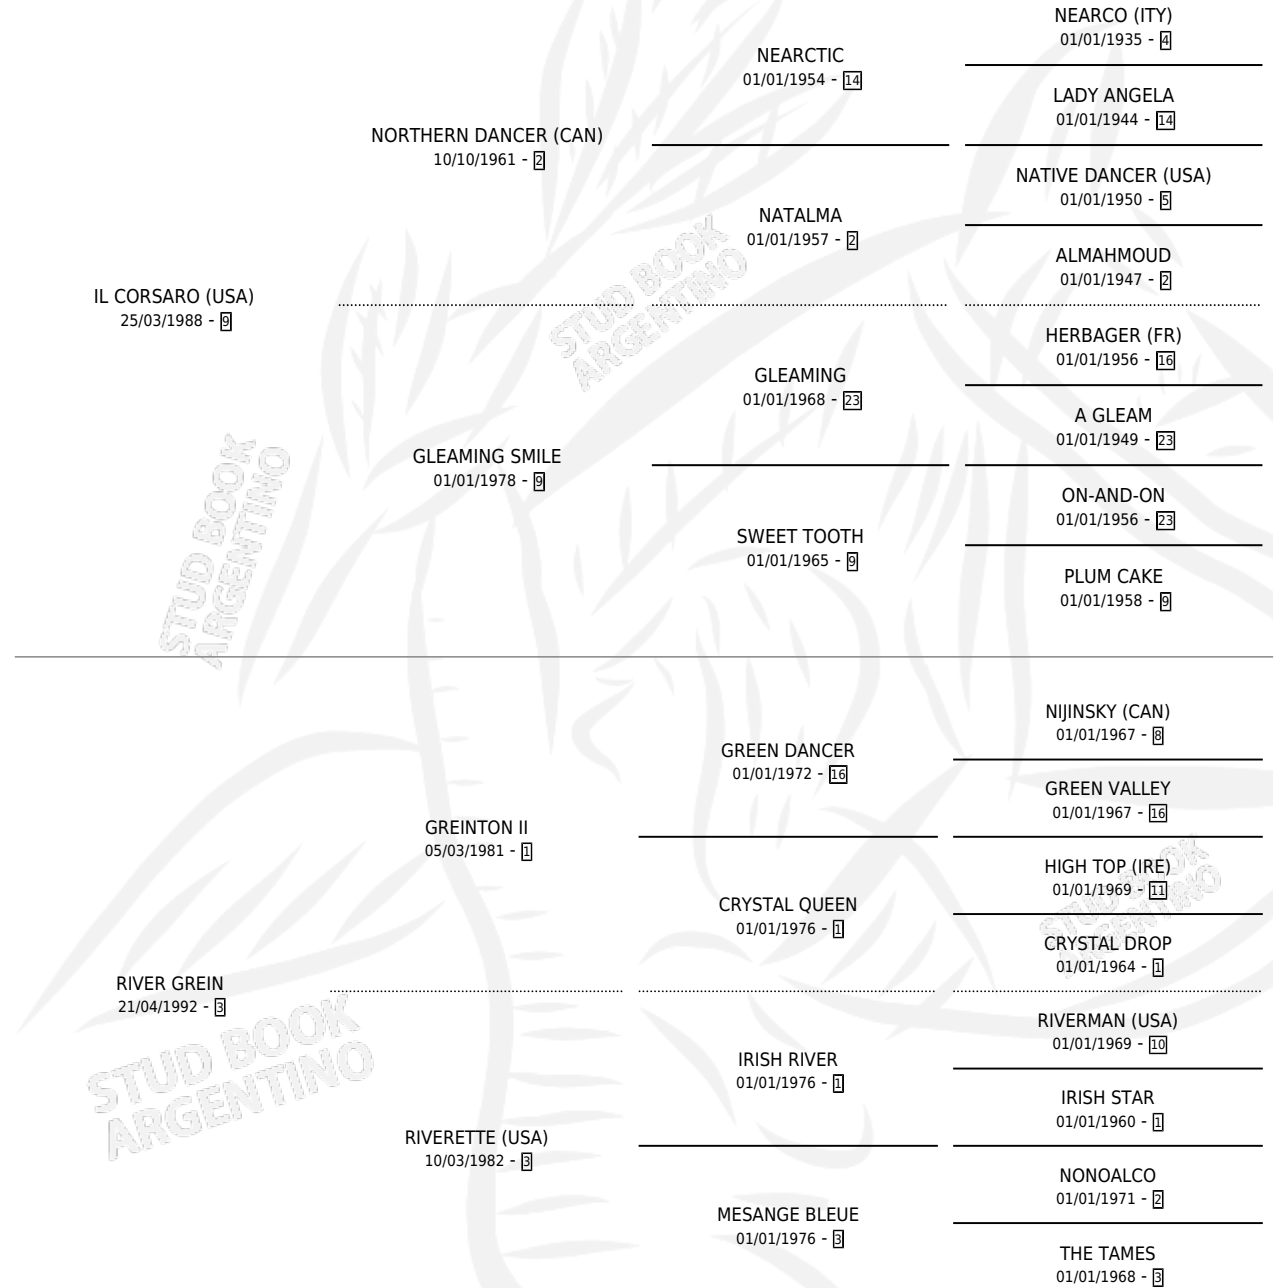 NEARCO (ITY)
01/01/1935 - 4
NEARCTIC
01/01/1954 - 14
LADY ANGELA
01/01/1944 - 14
NORTHERN DANCER (CAN)
10/10/1961 - 2
NATIVE DANCER (USA)
01/01/1950 - 5
NATALMA
01/01/1957 - 2
ALMAHMOUD
01/01/1947 - 2
IL CORSARO (USA)
25/03/1988 - 9
STUD BOOK
ARGENTINO
HERBAGER (FR)
01/01/1956 - 16
GLEAMING
01/01/1968 - 23
A GLEAM
01/01/1949 - 23
GLEAMING SMILE
01/01/1978 - 9
ON-AND-ON
01/01/1956 - 23
SWEET TOOTH
01/01/1965 - 9
PLUM CAKE
01/01/1958 - 9
STUD BOOK
ARGENTINO
NIJINSKY (CAN)
01/01/1967 - 8
GREEN DANCER
01/01/1972 - 16
GREEN VALLEY
01/01/1967 - 16
GREINTON II
05/03/1981 - 1
HIGH TOP (IRE)
01/01/1969 - 11
CRYSTAL QUEEN
01/01/1976 - 1
CRYSTAL DROP
01/01/1964 - 1
STUD BOOK
ARGENTINO
RIVER GREIN
21/04/1992 - 3
RIVERMAN (USA)
01/01/1969 - 10
IRISH RIVER
01/01/1976 - 1
IRISH STAR
01/01/1960 - 1
STUD BOOK
ARGENTINO
RIVERETTE (USA)
10/03/1982 - 3
NONOALCO
01/01/1971 - 2
MESANGE BLEUE
01/01/1976 - 3
THE TAMES
01/01/1968 - 3